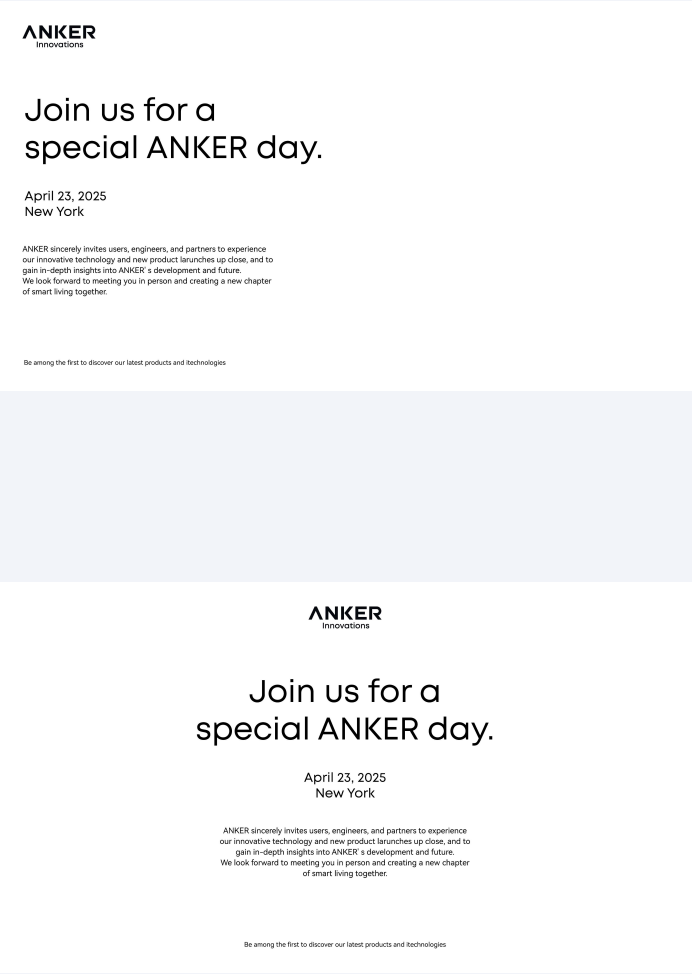 ANKER
Innovations
Join us for a
special ANKER day.
April 23, 2025
New York
ANKER sincerely invites users, engineers, and partners to experience
our innovative technology and new product larunches up close, and to
gain in-depth insights into ANKER' s development and future.
We look forward to meeting you in person and creating a new chapter
of smart living together.
Be among the first to discover our latest products and itechnologies
ANKER
Innovations
Join us for a
special ANKER day.
April 23, 2025
New York
ANKER sincerely invites users, engineers, and partners to experience
our innovative technology and new product larunches up close, and to
gain in-depth insights into ANKER' s development and future.
We look forward to meeting you in person and creating a new chapter
of smart living together.
Be among the first to discover our latest products and itechnologies